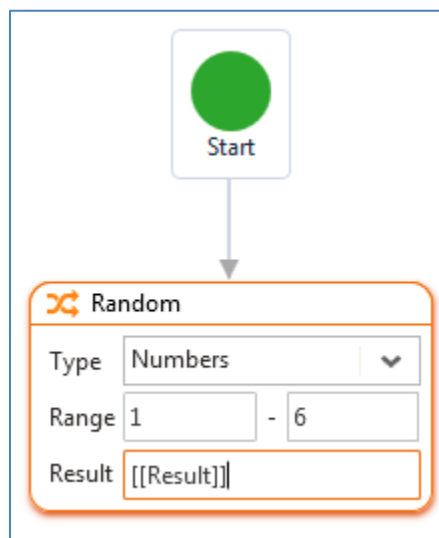 Start
Random
Type Numbers
Range 1 - 6
Result [[Result]]